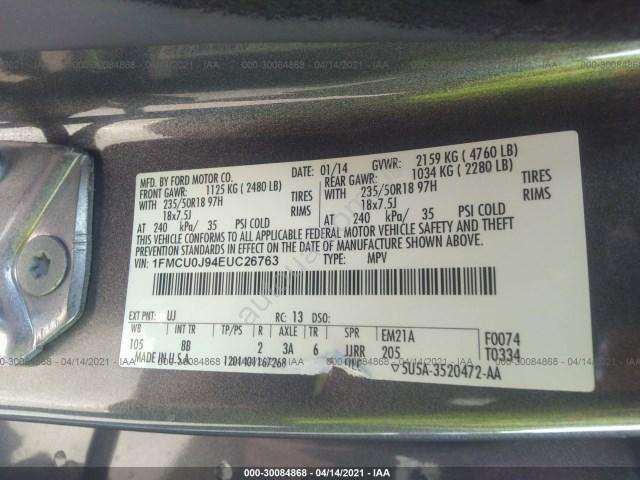 000-30084868 - 04/14/2021 - IAA
MFD. BY FORD MOTOR CO.
DATE: 01/14 GVWR: 2159 KG ( 4760 LB)
FRONT GAWR: 1125 KG ( 2480 LB)
REAR GAWR: 1034 KG ( 2280 LB)
WITH 235/50R18 97H TIRES
WITH 235/50R18 97H TIRES
18x7.5J RIMS
18x7.5J RIMS
AT 240 kPa/ 35 PSI COLD
AT 240 kPa/ 35 PSI COLD
THIS VEHICLE CONFORMS TO ALL APPLICABLE FEDERAL MOTOR VEHICLE SAFETY AND THEFT
PREVENTION STANDARDS IN EFFECT ON THE DATE OF MANUFACTURE SHOWN ABOVE.
VIN: 1FMCU0J94EUC26763 TYPE: MPV
EXT PNT: UJ RC: 13 DSO:
WB INT TR TP/PS R AXLE TR SPR EM21A F0074
105 BB 2 3A 6 JJRR 205 T0334
MADE IN U.S.A. ▽5U5A-3520472-AA
000-30084868 - 04/14/2021 - IAA